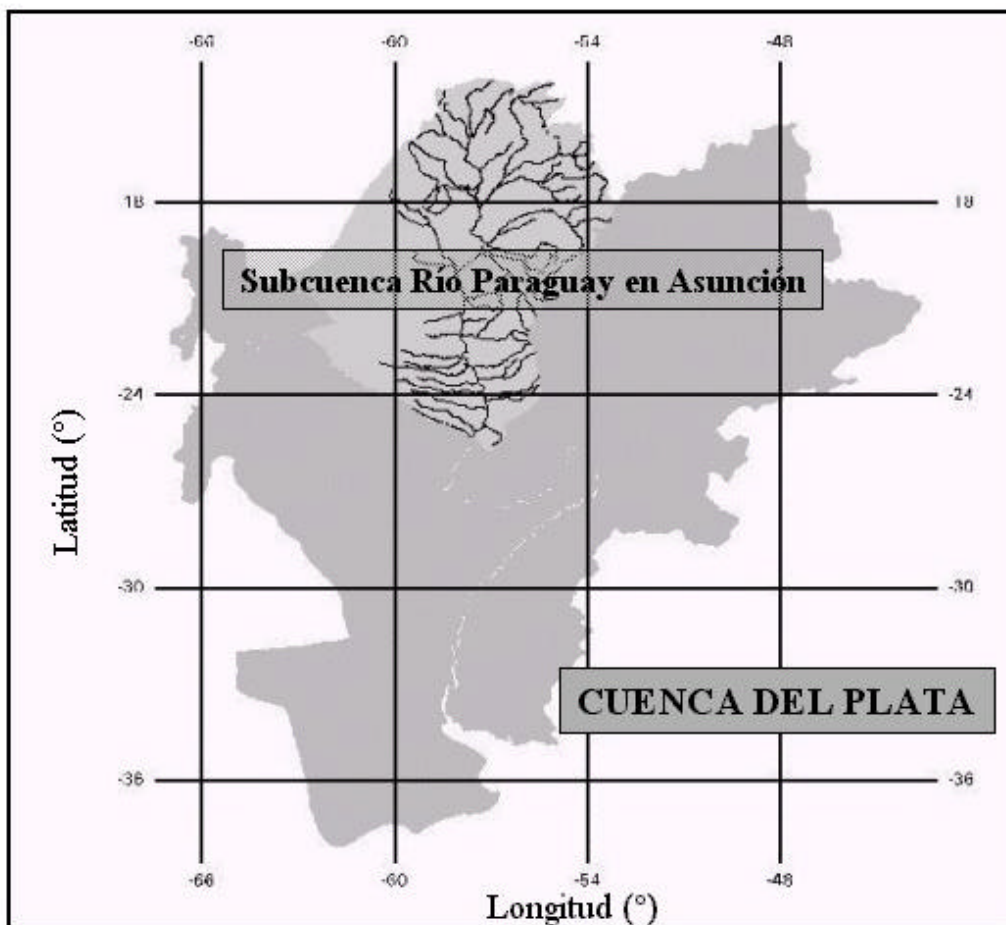 -66 -60 -54 -48
18 18
Subcuenca Río Paraguay en Asunción
-24 -24
Latitud (°)
-30 -30
CUENCA DEL PLATA
-36 -36
-66 -60 -54 -48
Longitud (°)